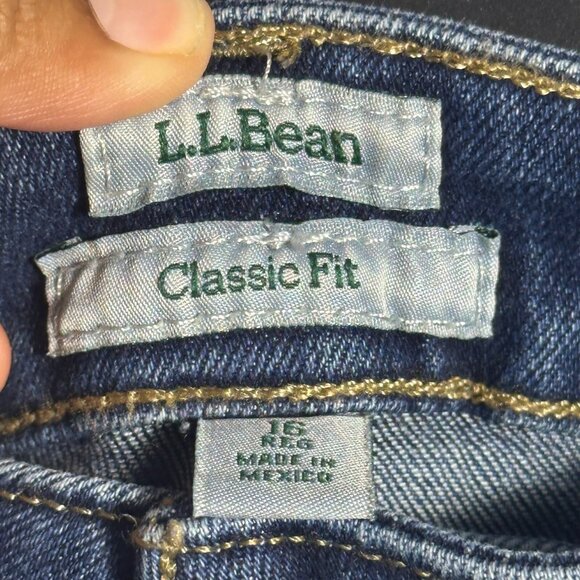 L.L.Bean
Classic Fit
16
REG
MADE IN
MEXICO